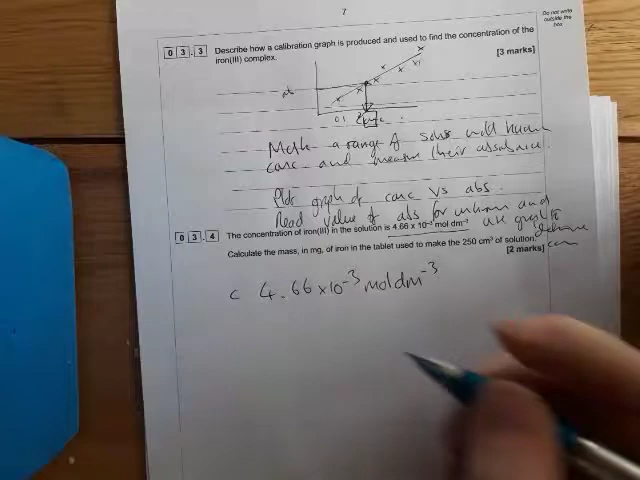 7
Do not write
outside the
box
0 3 . 3 Describe how a calibration graph is produced and used to find the concentration of the
iron(III) complex.
[3 marks]
0.1
Make a range of solns with known
conc and measure their absorbance.
Plot graph of conc vs abs.
Read value of abs for unknown and
use graph to
0 3 . 4 The concentration of iron(III) in the solution is 4.66 x 10⁻³ mol dm⁻³
Calculate the mass, in mg, of iron in the tablet used to make the 250 cm³ of solution.
[2 marks]
c 4.66 x10⁻³ mol dm⁻³